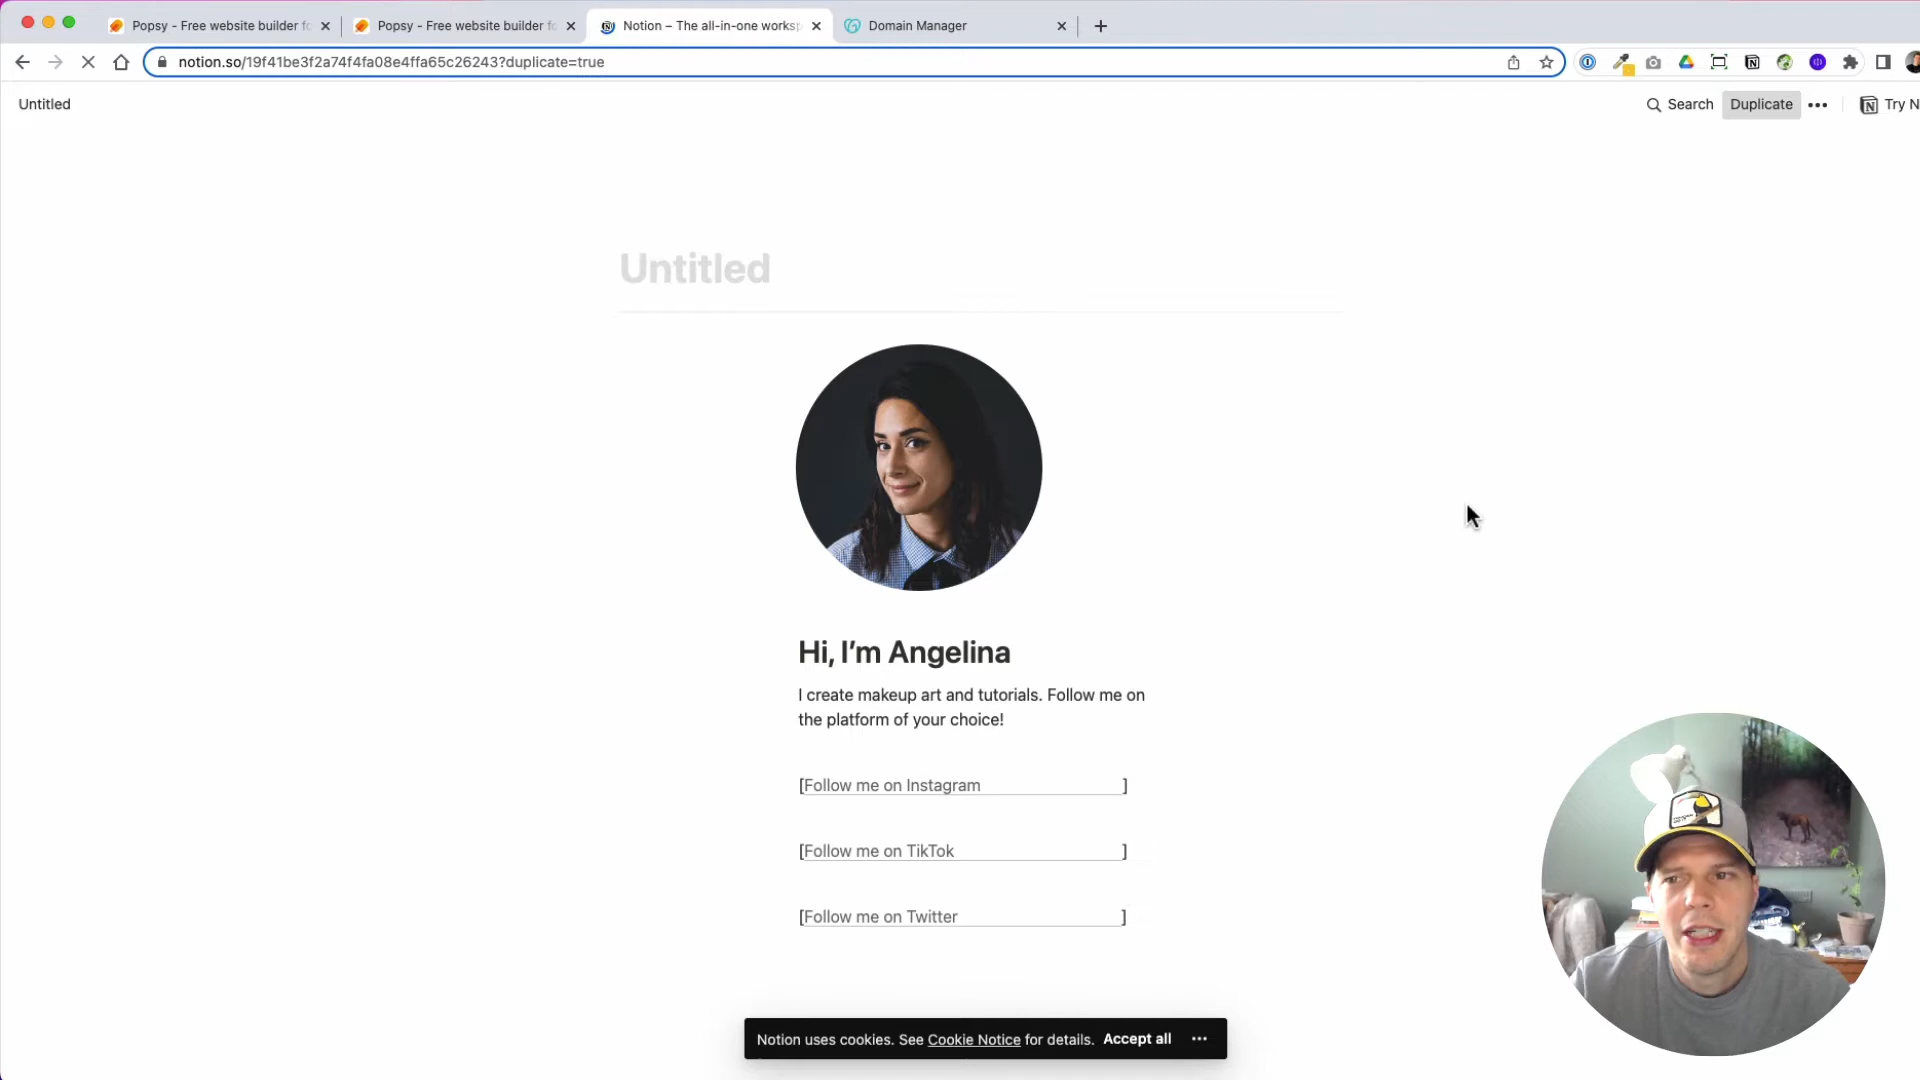 Popsy - Free website builder fo
Popsy - Free website builder fo
Notion – The all-in-one worksp
Domain Manager
notion.so/19f41be3f2a74f4fa08e4ffa65c26243?duplicate=true
Untitled
Search
Duplicate
Try N
Untitled
Hi, I’m Angelina
I create makeup art and tutorials. Follow me on
the platform of your choice!
[Follow me on Instagram ]
[Follow me on TikTok ]
[Follow me on Twitter ]
Notion uses cookies. See Cookie Notice for details. Accept all